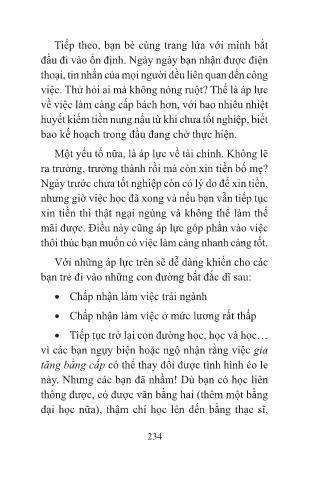 Tiếp theo, bạn bè cùng trang lứa với mình bắt
đầu đi vào ổn định. Ngày ngày bạn nhận được điện
thoại, tin nhắn của mọi người đều liên quan đến công
việc. Thử hỏi ai mà không nóng ruột? Thế là áp lực
về việc làm càng cấp bách hơn, với bao nhiêu nhiệt
huyết kiếm tiền nung nấu từ khi chưa tốt nghiệp, biết
bao kế hoạch trong đầu đang chờ thực hiện.
Một yếu tố nữa, là áp lực về tài chính. Không lẽ
ra trường, trưởng thành rồi mà còn xin tiền bố mẹ?
Ngày trước chưa tốt nghiệp còn có lý do để xin tiền,
nhưng giờ việc học đã xong và nếu bạn vẫn tiếp tục
xin tiền thì thật ngại ngùng và không thể làm thế
mãi được. Điều này cũng áp lực góp phần vào việc
thôi thúc bạn muốn có việc làm càng nhanh càng tốt.
Với những áp lực trên sẽ dễ dàng khiến cho các
bạn trẻ đi vào những con đường bất đắc dĩ sau:
• Chấp nhận làm việc trái ngành
• Chấp nhận làm việc ở mức lương rất thấp
• Tiếp tục trở lại con đường học, học và học…
vì các bạn ngụy biện hoặc ngộ nhận rằng việc gia
tăng bằng cấp có thể thay đổi được tình hình éo le
này. Nhưng các bạn đã nhầm! Dù bạn có học liên
thông được, có được văn bằng hai (thêm một bằng
đại học nữa), thậm chí học lên đến bằng thạc sĩ,
234